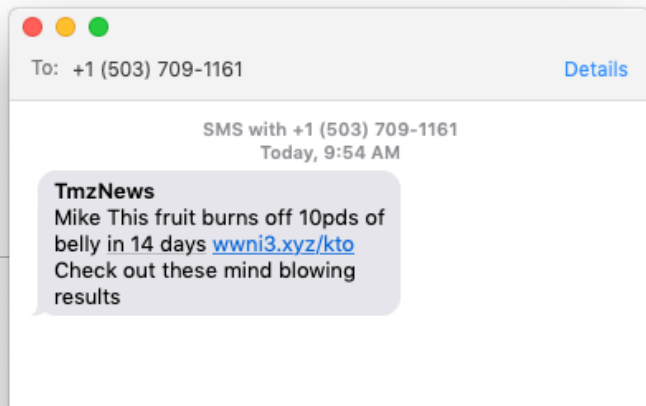 To: +1 (503) 709-1161 Details
SMS with +1 (503) 709-1161
Today, 9:54 AM
TmzNews
Mike This fruit burns off 10pds of
belly in 14 days wwni3.xyz/kto
Check out these mind blowing
results